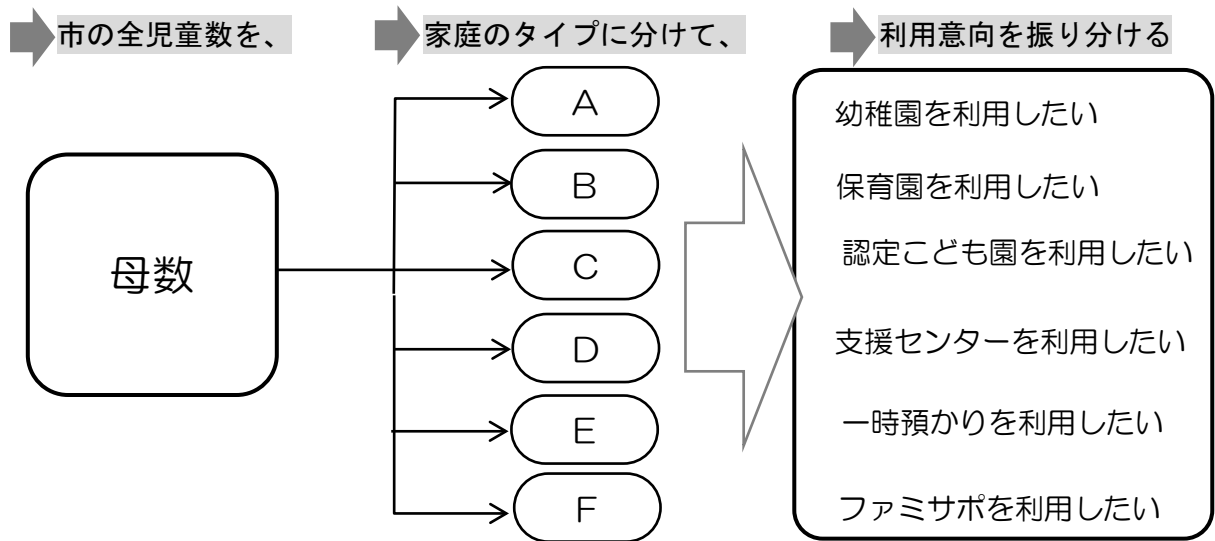 市の全児童数を、
家庭のタイプに分けて、
利用意向を振り分ける
母数
A
B
C
D
E
F
幼稚園を利用したい
保育園を利用したい
認定こども園を利用したい
支援センターを利用したい
一時預かりを利用したい
ファミサポを利用したい